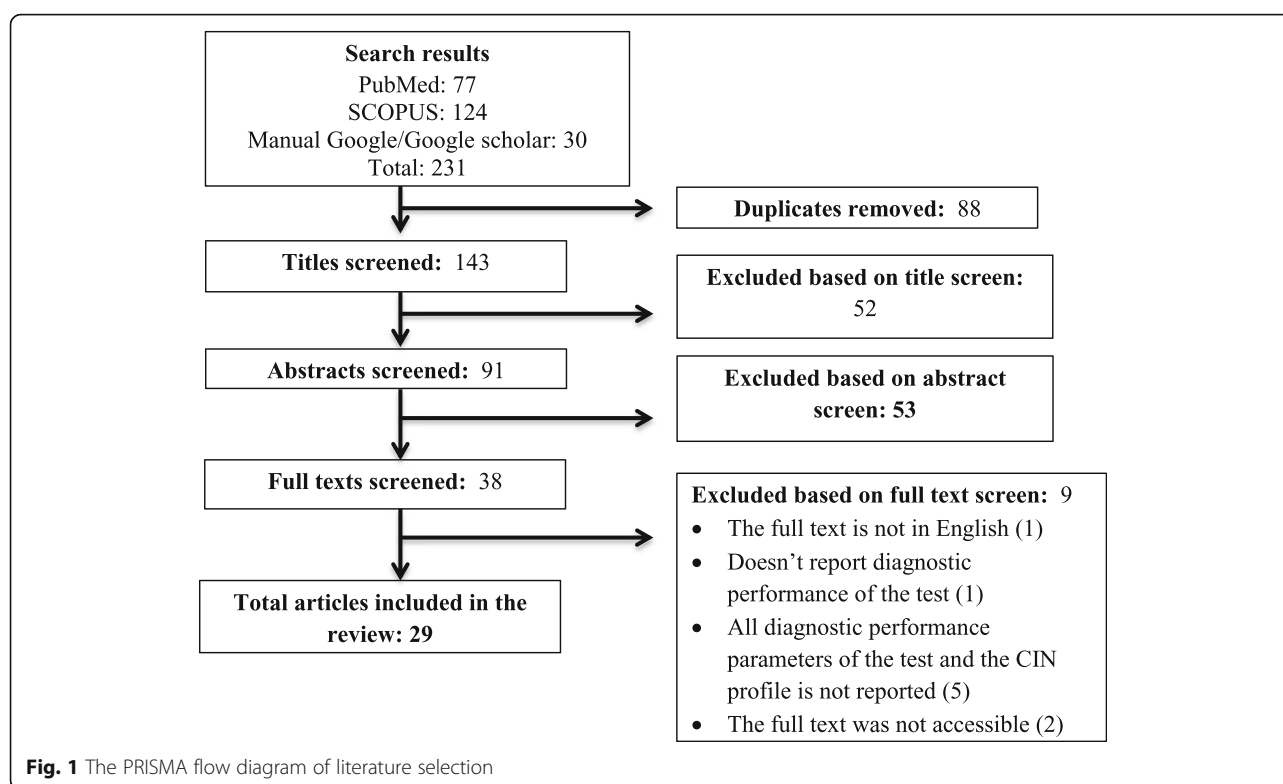 Search results
PubMed: 77
SCOPUS: 124
Manual Google/Google scholar: 30
Total: 231
Duplicates removed: 88
Titles screened: 143
Excluded based on title screen:
52
Abstracts screened: 91
Excluded based on abstract
screen: 53
Full texts screened: 38
Excluded based on full text screen: 9
• The full text is not in English (1)
• Doesn’t report diagnostic
performance of the test (1)
• All diagnostic performance
parameters of the test and the CIN
profile is not reported (5)
• The full text was not accessible (2)
Total articles included in the
review: 29
Fig. 1 The PRISMA flow diagram of literature selection